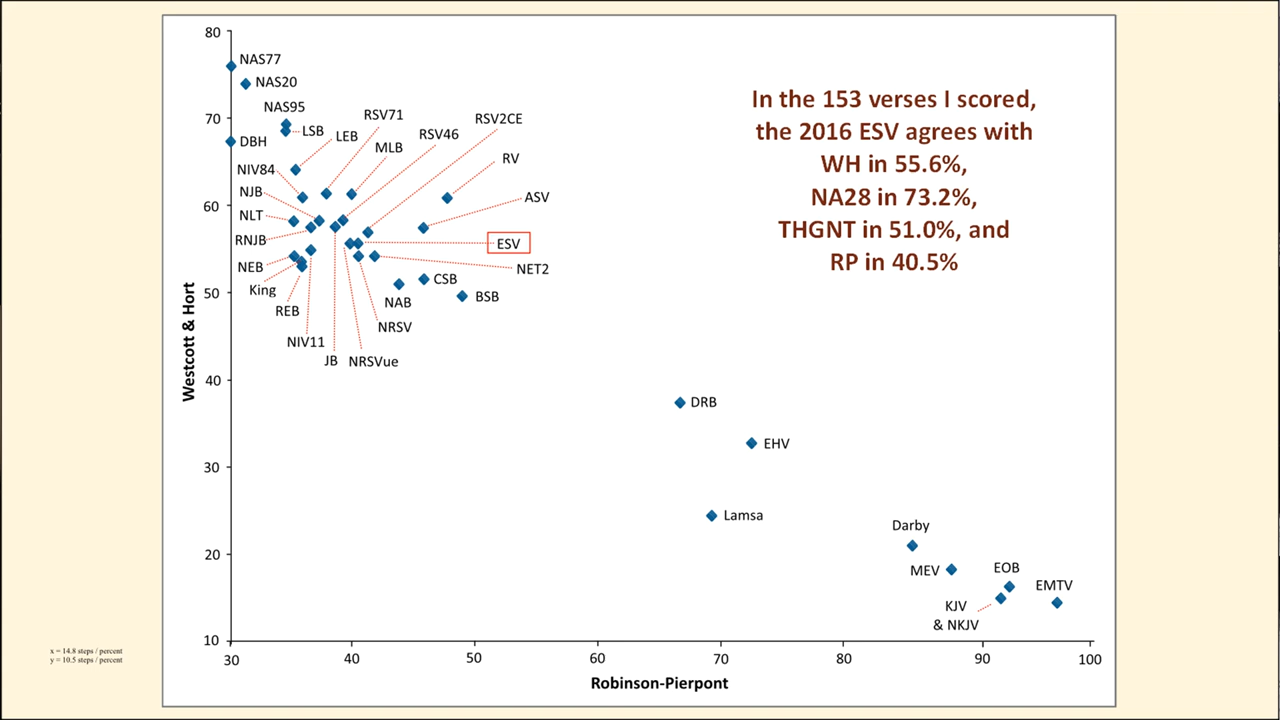 80
NAS77
NAS20
NAS95
RSV71
RSV2CE
70
LSB
LEB
RSV46
DBH
MLB
RV
NIV84
NJB
ASV
60
NLT
RNJB
ESV
NEB
NET2
King
CSB
50
REB
NAB
BSB
NRSV
NIV11
JB
NRSVue
40
DRB
EHV
30
Lamsa
Darby
20
MEV
EOB
EMTV
KJV
& NKJV
10
30
40
50
60
70
80
90
100
Westcott & Hort
Robinson-Pierpont
In the 153 verses I scored,
the 2016 ESV agrees with
WH in 55.6%,
NA28 in 73.2%,
THGNT in 51.0%, and
RP in 40.5%
x = 14.8 steps / percent
y = 10.5 steps / percent